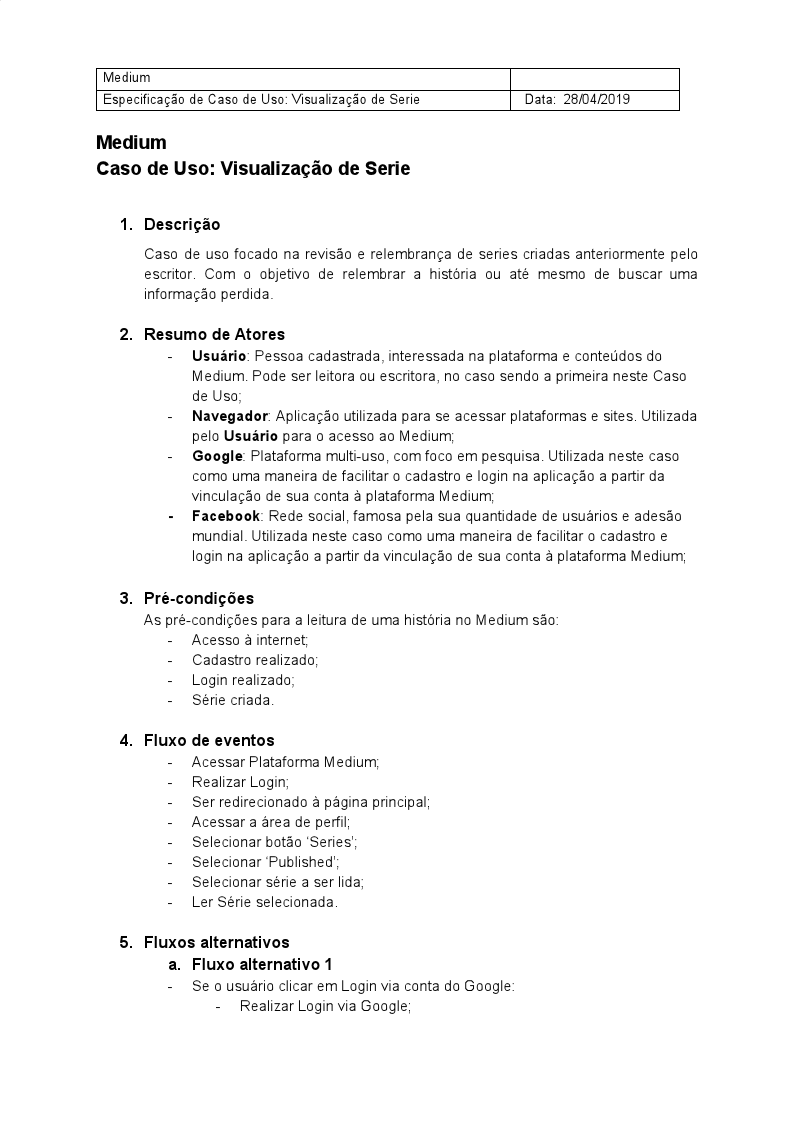 Medium
Especificação de Caso de Uso: Visualização de Serie Data: 28/04/2019
Medium
Caso de Uso: Visualização de Serie
1. Descrição
Caso de uso focado na revisão e relembrança de series criadas anteriormente pelo
escritor. Com o objetivo de relembrar a história ou até mesmo de buscar uma
informação perdida.
2. Resumo de Atores
- Usuário: Pessoa cadastrada, interessada na plataforma e conteúdos do
Medium. Pode ser leitora ou escritora, no caso sendo a primeira neste Caso
de Uso;
- Navegador: Aplicação utilizada para se acessar plataformas e sites. Utilizada
pelo Usuário para o acesso ao Medium;
- Google: Plataforma multi-uso, com foco em pesquisa. Utilizada neste caso
como uma maneira de facilitar o cadastro e login na aplicação a partir da
vinculação de sua conta à plataforma Medium;
- Facebook: Rede social, famosa pela sua quantidade de usuários e adesão
mundial. Utilizada neste caso como uma maneira de facilitar o cadastro e
login na aplicação a partir da vinculação de sua conta à plataforma Medium;
3. Pré-condições
As pré-condições para a leitura de uma história no Medium são:
- Acesso à internet;
- Cadastro realizado;
- Login realizado;
- Série criada.
4. Fluxo de eventos
- Acessar Plataforma Medium;
- Realizar Login;
- Ser redirecionado à página principal;
- Acessar a área de perfil;
- Selecionar botão ‘Series’;
- Selecionar ‘Published’;
- Selecionar série a ser lida;
- Ler Série selecionada.
5. Fluxos alternativos
a. Fluxo alternativo 1
- Se o usuário clicar em Login via conta do Google:
- Realizar Login via Google;